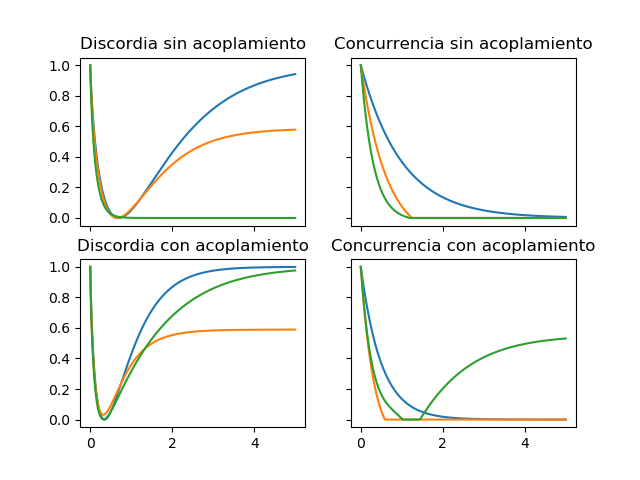 Discordia sin acoplamiento
Concurrencia sin acoplamiento
1.0
0.8
0.6
0.4
0.2
0.0
Discordia con acoplamiento
Concurrencia con acoplamiento
1.0
0.8
0.6
0.4
0.2
0.0
0 2 4
0 2 4